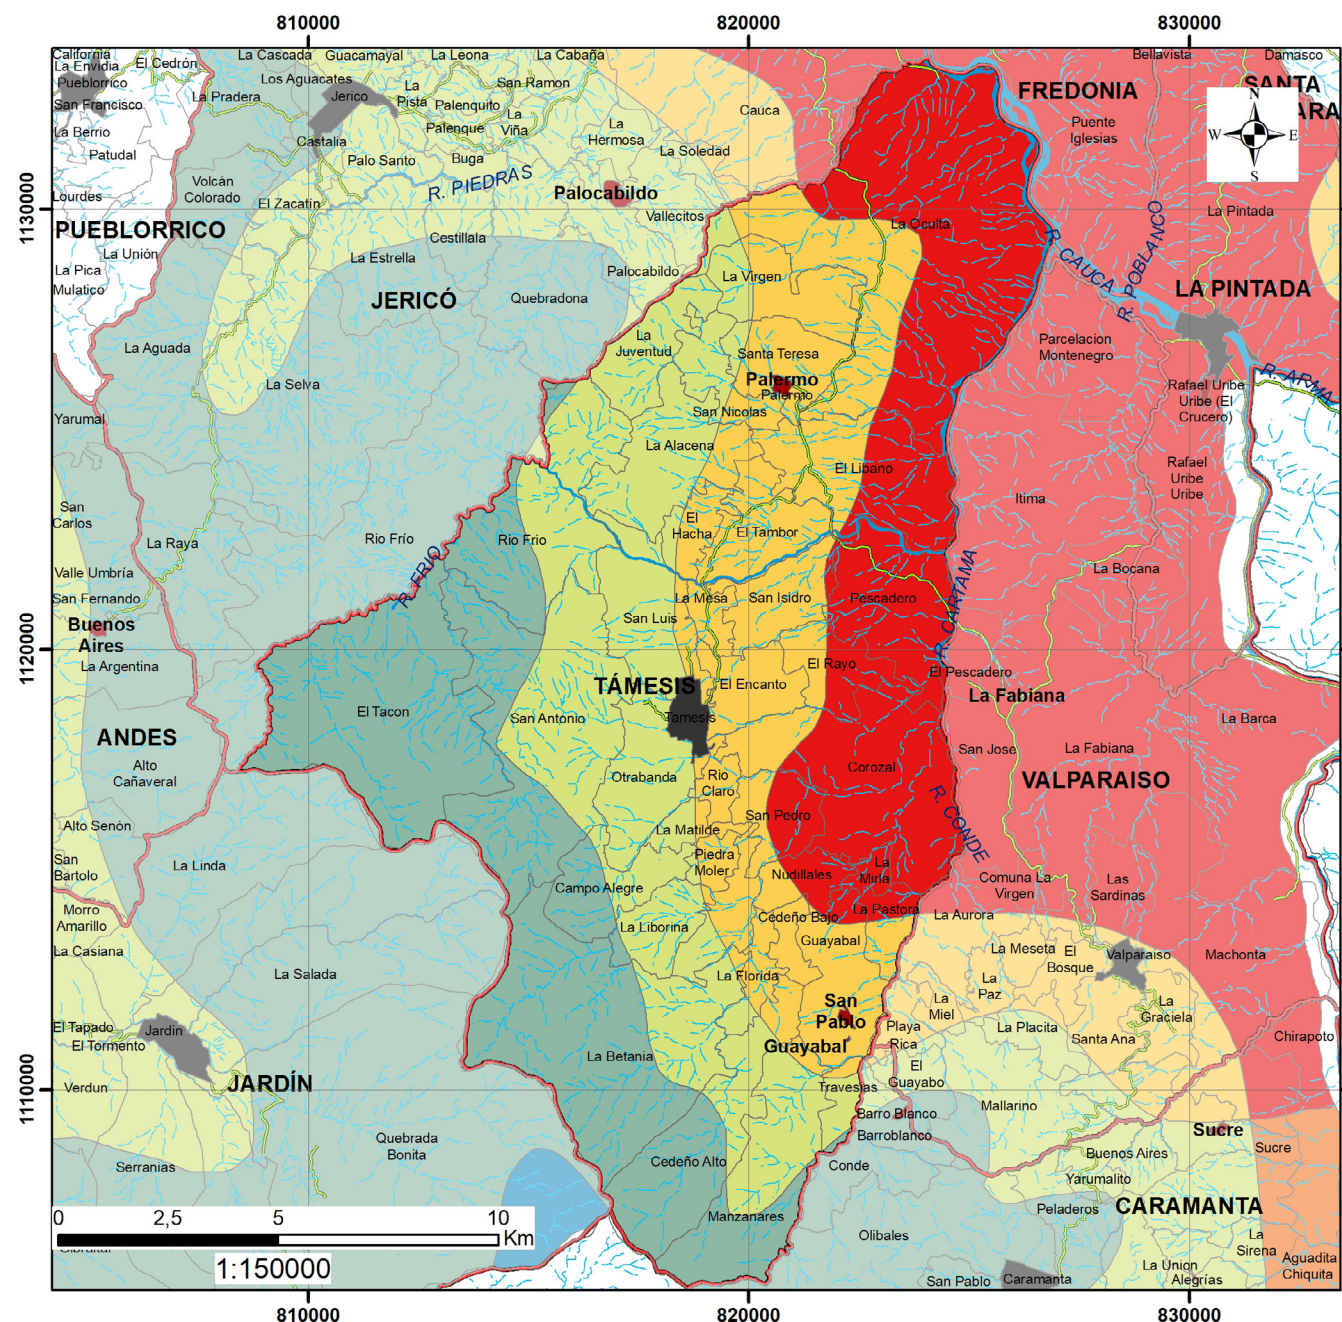 810000
820000
830000
California
La Envidia
El Cedrón
La Cascada
Guacamayal
La Leona
La Cabaña
Bellavista
Damasco
Pueblorrico
Los Aguacates
La
Pista
San Ramon
FREDONIA
SANTA
ARA
San Francisco
La Pradera
Jerico
Palenquito
La
Viña
Cauca
Puente
Iglesias
N
W
E
S
La Berrio
Castalia
Palenque
La
Hermosa
Patudal
Palo Santo
Buga
La Soledad
Lourdes
Volcán
Colorado
El Zacatín
R. PIEDRAS
Palocabildo
Vallecitos
La Oculta
La Pintada
1130000
PUEBLORRICO
Cestillala
R. CAUCA
R. POBLANCO
La Unión
La Estrella
Palocabildo
La Virgen
La Pica
Mulatico
JERICÓ
Quebradona
LA PINTADA
La Aguada
La
Juventud
Santa Teresa
Parcelacion
Montenegro
La Selva
Palermo
Palermo
R. ARMA
Rafael Uribe
Uribe (El
Crucero)
Yarumal
San Nicolas
La Alacena
El Libano
Rafael
Uribe
Uribe
San
Carlos
Itima
La Raya
Rio Frío
Rio Frio
El
Hacha
El Tambor
Valle Umbría
R. FRIO
La Bocana
San Fernando
La Mesa
San Isidro
Pescadero
R. CARTAMA
Buenos
Aires
San Luis
1120000
La Argentina
El Rayo
El Pescadero
TÁMESIS
El Encanto
La Fabiana
El Tacon
San Antonio
Tamesis
La Barca
ANDES
San Jose
La Fabiana
Alto
Cañaveral
Otrabanda
Rio
Claro
Corozal
VALPARAISO
Alto Senón
La Matilde
San Pedro
R. CONDE
San
Bartolo
La Linda
Piedra
Moler
Nudillales
La
Mirla
Comuna La
Virgen
Las
Sardinas
Campo Alegre
Morro
Amarillo
La Liborina
Cedeño Bajo
La Pastora
La Aurora
La Casiana
Guayabal
La Meseta
El
Bosque
Valparaiso
Machonta
La Salada
La Florida
La
Paz
San
Pablo
La
Miel
La
Graciela
El Tapado
Jardin
El Tormento
Guayabal
Playa
Rica
La Placita
Santa Ana
Chirapoto
La Betania
El
Guayabo
1110000
Verdun
JARDÍN
Travesias
Mallarino
Barro Blanco
Barroblanco
Sucre
Quebrada
Bonita
Sucre
Serranias
Cedeño Alto
Conde
Buenos Aires
Yarumalito
Manzanares
Peladeros
CARAMANTA
0
2,5
5
10
Km
Olibales
La
Sirena
Gibraltar
1:150000
San Pablo
Caramanta
La Union
Alegrías
Aguadita
Chiquita
810000
820000
830000